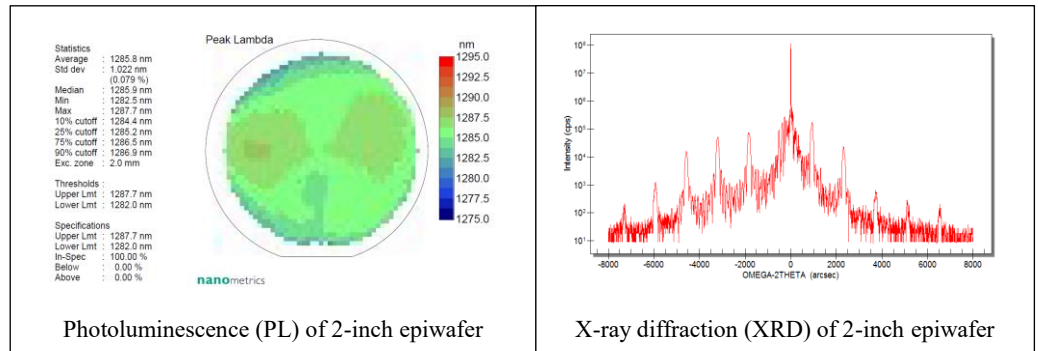 Peak Lambda
Statistics
Average : 1285.8 nm
Std dev : 1.022 nm
(0.079 %)
Median : 1285.9 nm
Min : 1282.5 nm
Max : 1287.7 nm
10% cutoff : 1284.4 nm
25% cutoff : 1285.2 nm
75% cutoff : 1286.5 nm
90% cutoff : 1286.9 nm
Exc. zone : 2.0 mm
Thresholds :
Upper Lmt : 1287.7 nm
Lower Lmt : 1282.0 nm
Specifications
Upper Lmt : 1287.7 nm
Lower Lmt : 1282.0 nm
In-Spec : 100.00 %
Below : 0.00 %
Above : 0.00 %
nm
1295.0
1292.5
1290.0
1287.5
1285.0
1282.5
1280.0
1277.5
1275.0
nanometrics
Photoluminescence (PL) of 2-inch epiwafer
Intensity (cps)
10⁸
10⁷
10⁶
10⁵
10⁴
10³
10²
10¹
-8000 -6000 -4000 -2000 0 2000 4000 6000 8000
OMEGA-2THETA (arcsec)
X-ray diffraction (XRD) of 2-inch epiwafer